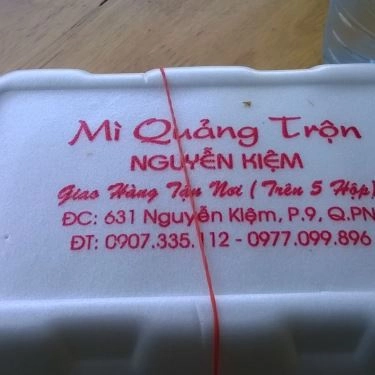 Mì Quảng Trộn
NGUYỄN KIỆM
Giao Hàng Tận Nơi ( Trên 5 Hộp)
ĐC: 631 Nguyễn Kiệm, P.9, Q.PN
ĐT: 0907.335.112 - 0977.099.896